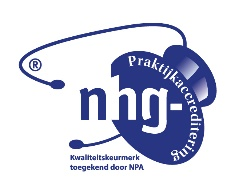 ®
nhg-
Praktijkaccreditering
Kwaliteitskeurmerk
toegekend door NPA